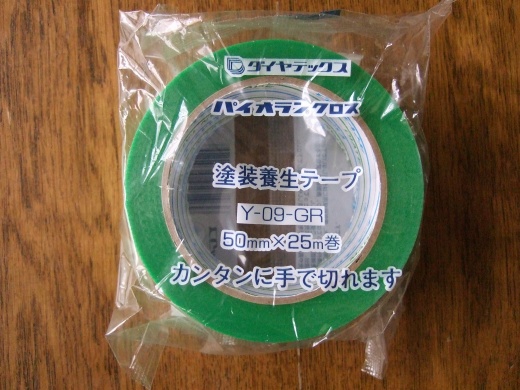 ダイヤテックス
パイオランクロス
塗装養生テープ
Y-09-GR
50mm×25m巻
カンタンに手で切れます